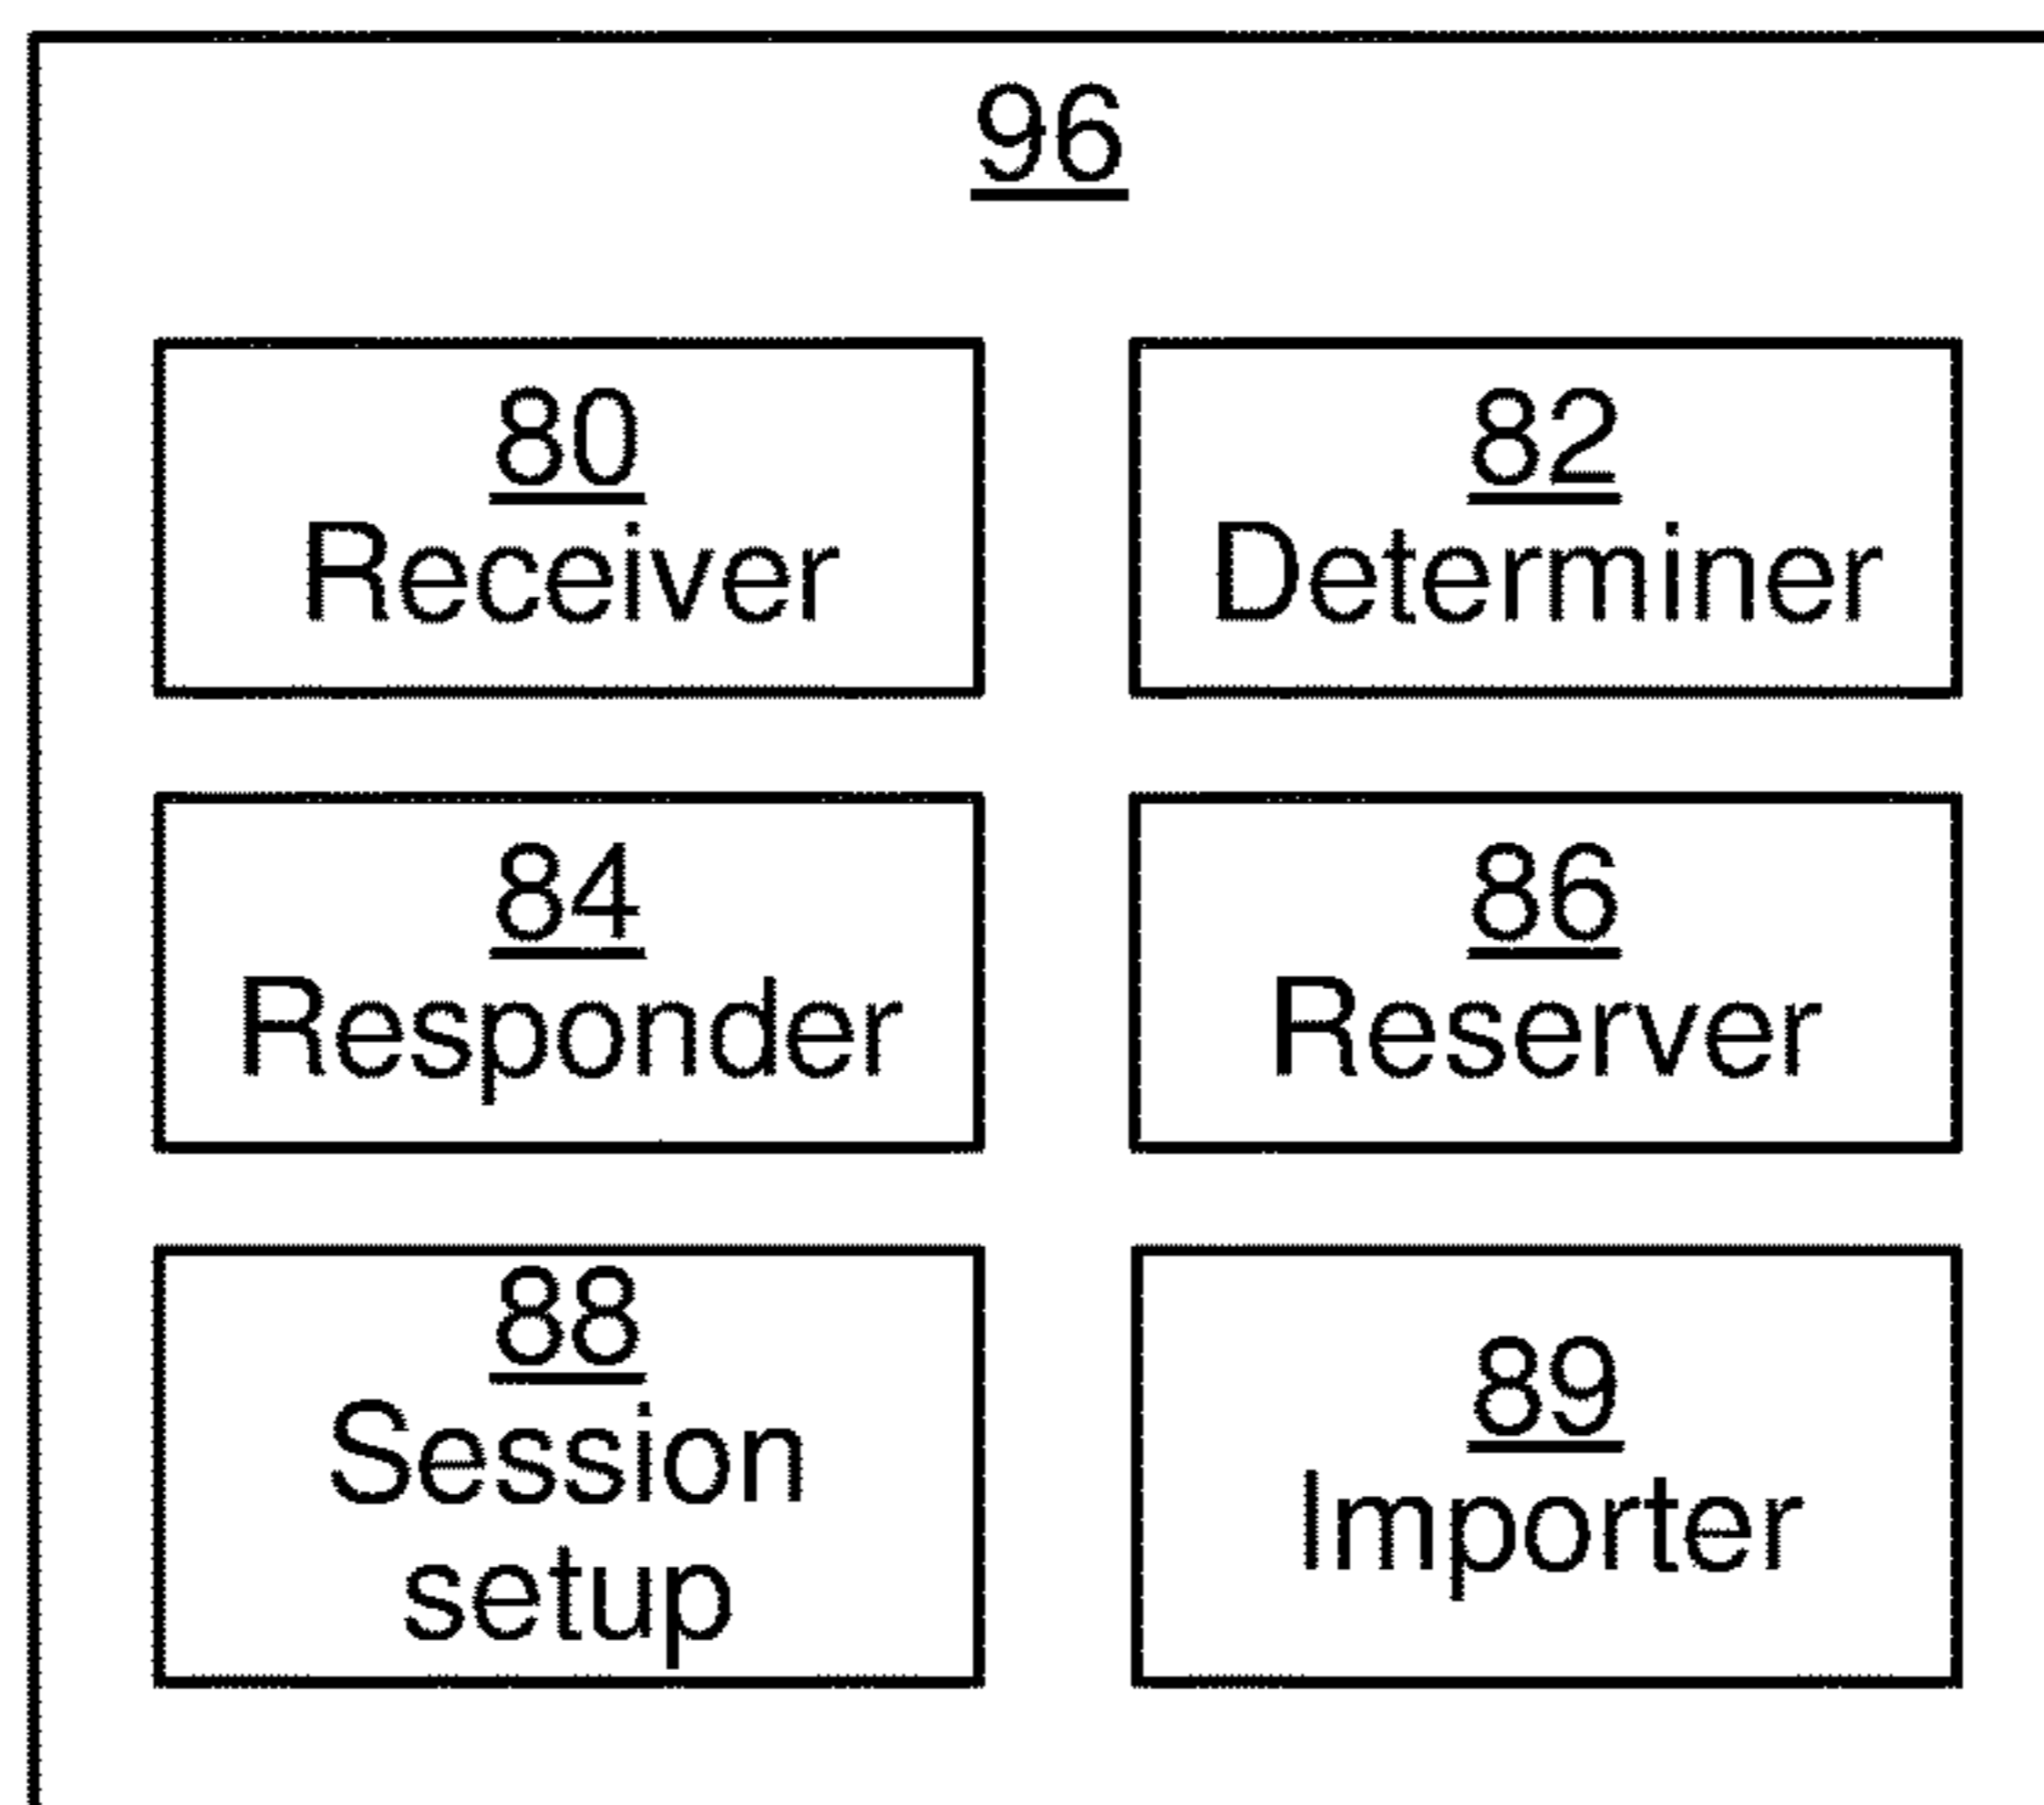 96
80
Receiver
82
Determiner
84
Responder
86
Reserver
88
Session
setup
89
Importer